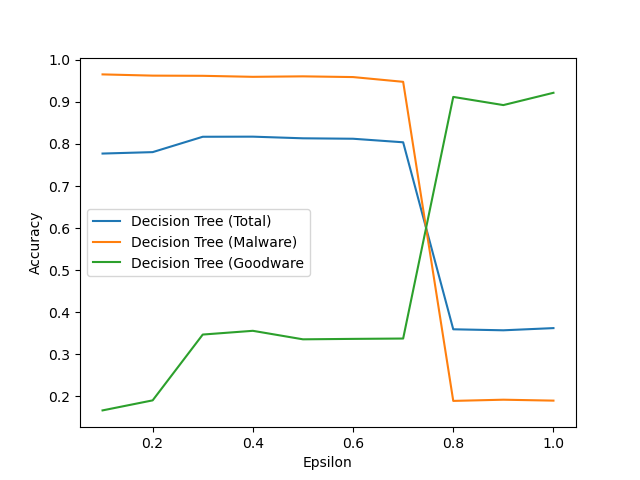 1.0
0.9
0.8
0.7
0.6
0.5
0.4
0.3
0.2
Accuracy
Decision Tree (Total)
Decision Tree (Malware)
Decision Tree (Goodware
0.2 0.4 0.6 0.8 1.0
Epsilon